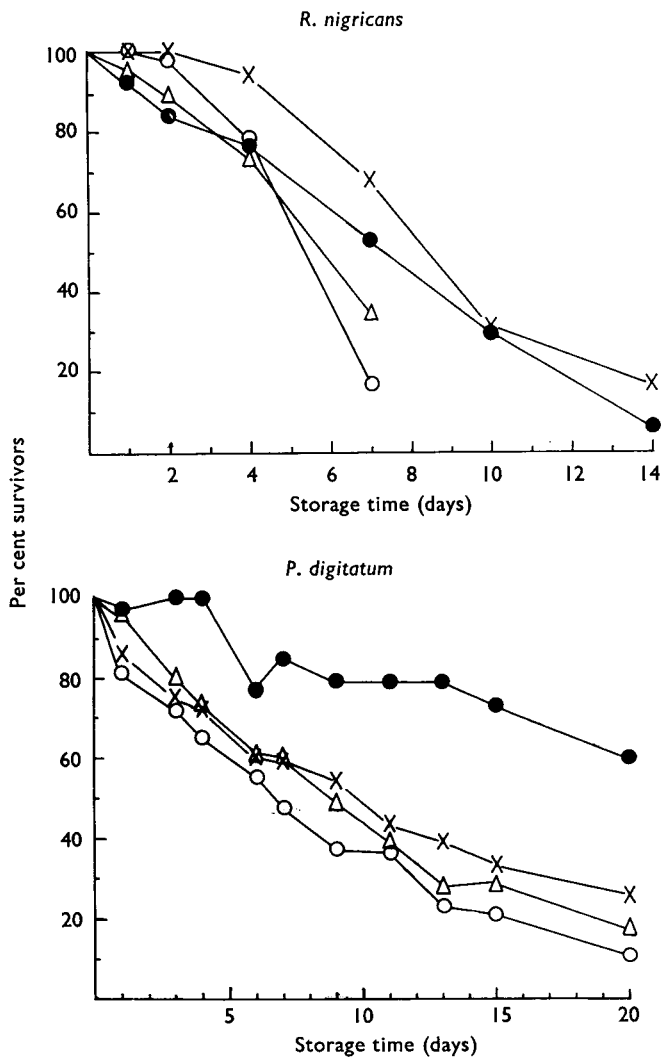 R. nigricans
100
80
60
40
20
2 4 6 8 10 12 14
Storage time (days)
Per cent survivors
P. digitatum
100
80
60
40
20
5 10 15 20
Storage time (days)